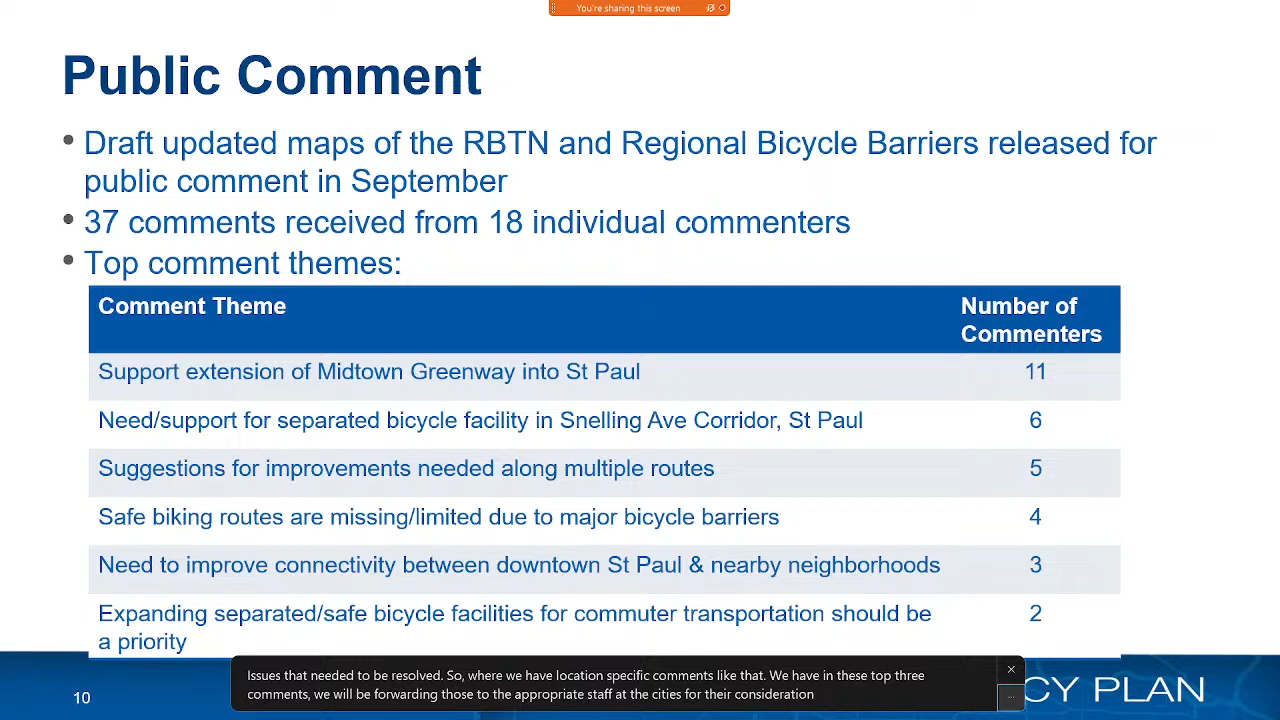 You're sharing this screen
Public Comment
• Draft updated maps of the RBTN and Regional Bicycle Barriers released for
public comment in September
• 37 comments received from 18 individual commenters
• Top comment themes:
Comment Theme Number of
Commenters
Support extension of Midtown Greenway into St Paul 11
Need/support for separated bicycle facility in Snelling Ave Corridor, St Paul 6
Suggestions for improvements needed along multiple routes 5
Safe biking routes are missing/limited due to major bicycle barriers 4
Need to improve connectivity between downtown St Paul & nearby neighborhoods 3
Expanding separated/safe bicycle facilities for commuter transportation should be 2
a priority
Issues that needed to be resolved. So, where we have location specific comments like that. We have in these top three
comments, we will be forwarding those to the appropriate staff at the cities for their consideration
10
CY PLAN